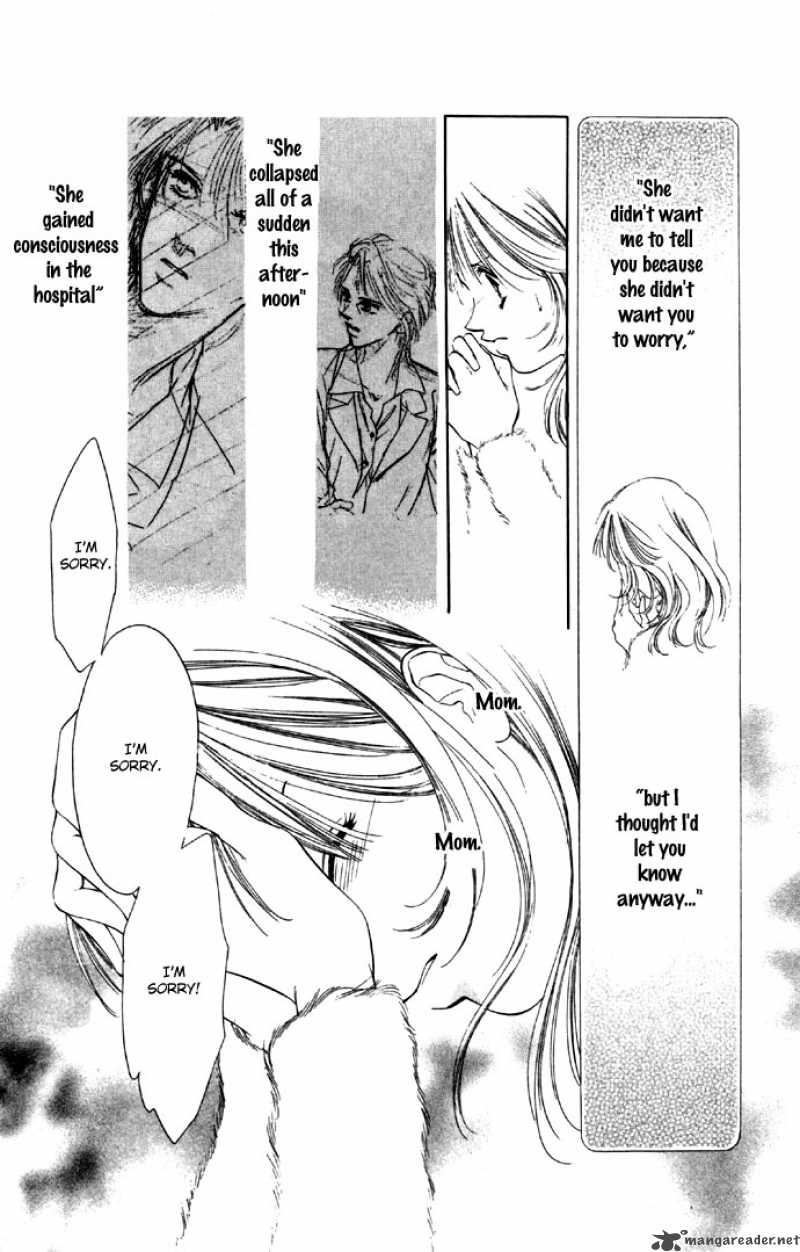 "She
didn't want
me to tell
you because
she didn't
want you
to worry,"
"but I
thought I'd
let you
know
anyway..."
"She
collapsed
all of a
sudden
this
after-
noon"
"She
gained
consciousness
in the
hospital"
Mom.
Mom.
I'M
SORRY.
I'M
SORRY.
I'M
SORRY!
mangareader.net